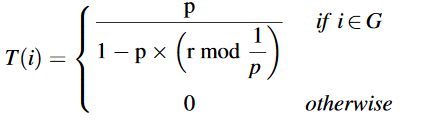 T(i) = { p / (1 − p × (r mod 1/p)) if i ∈ G
0 otherwise